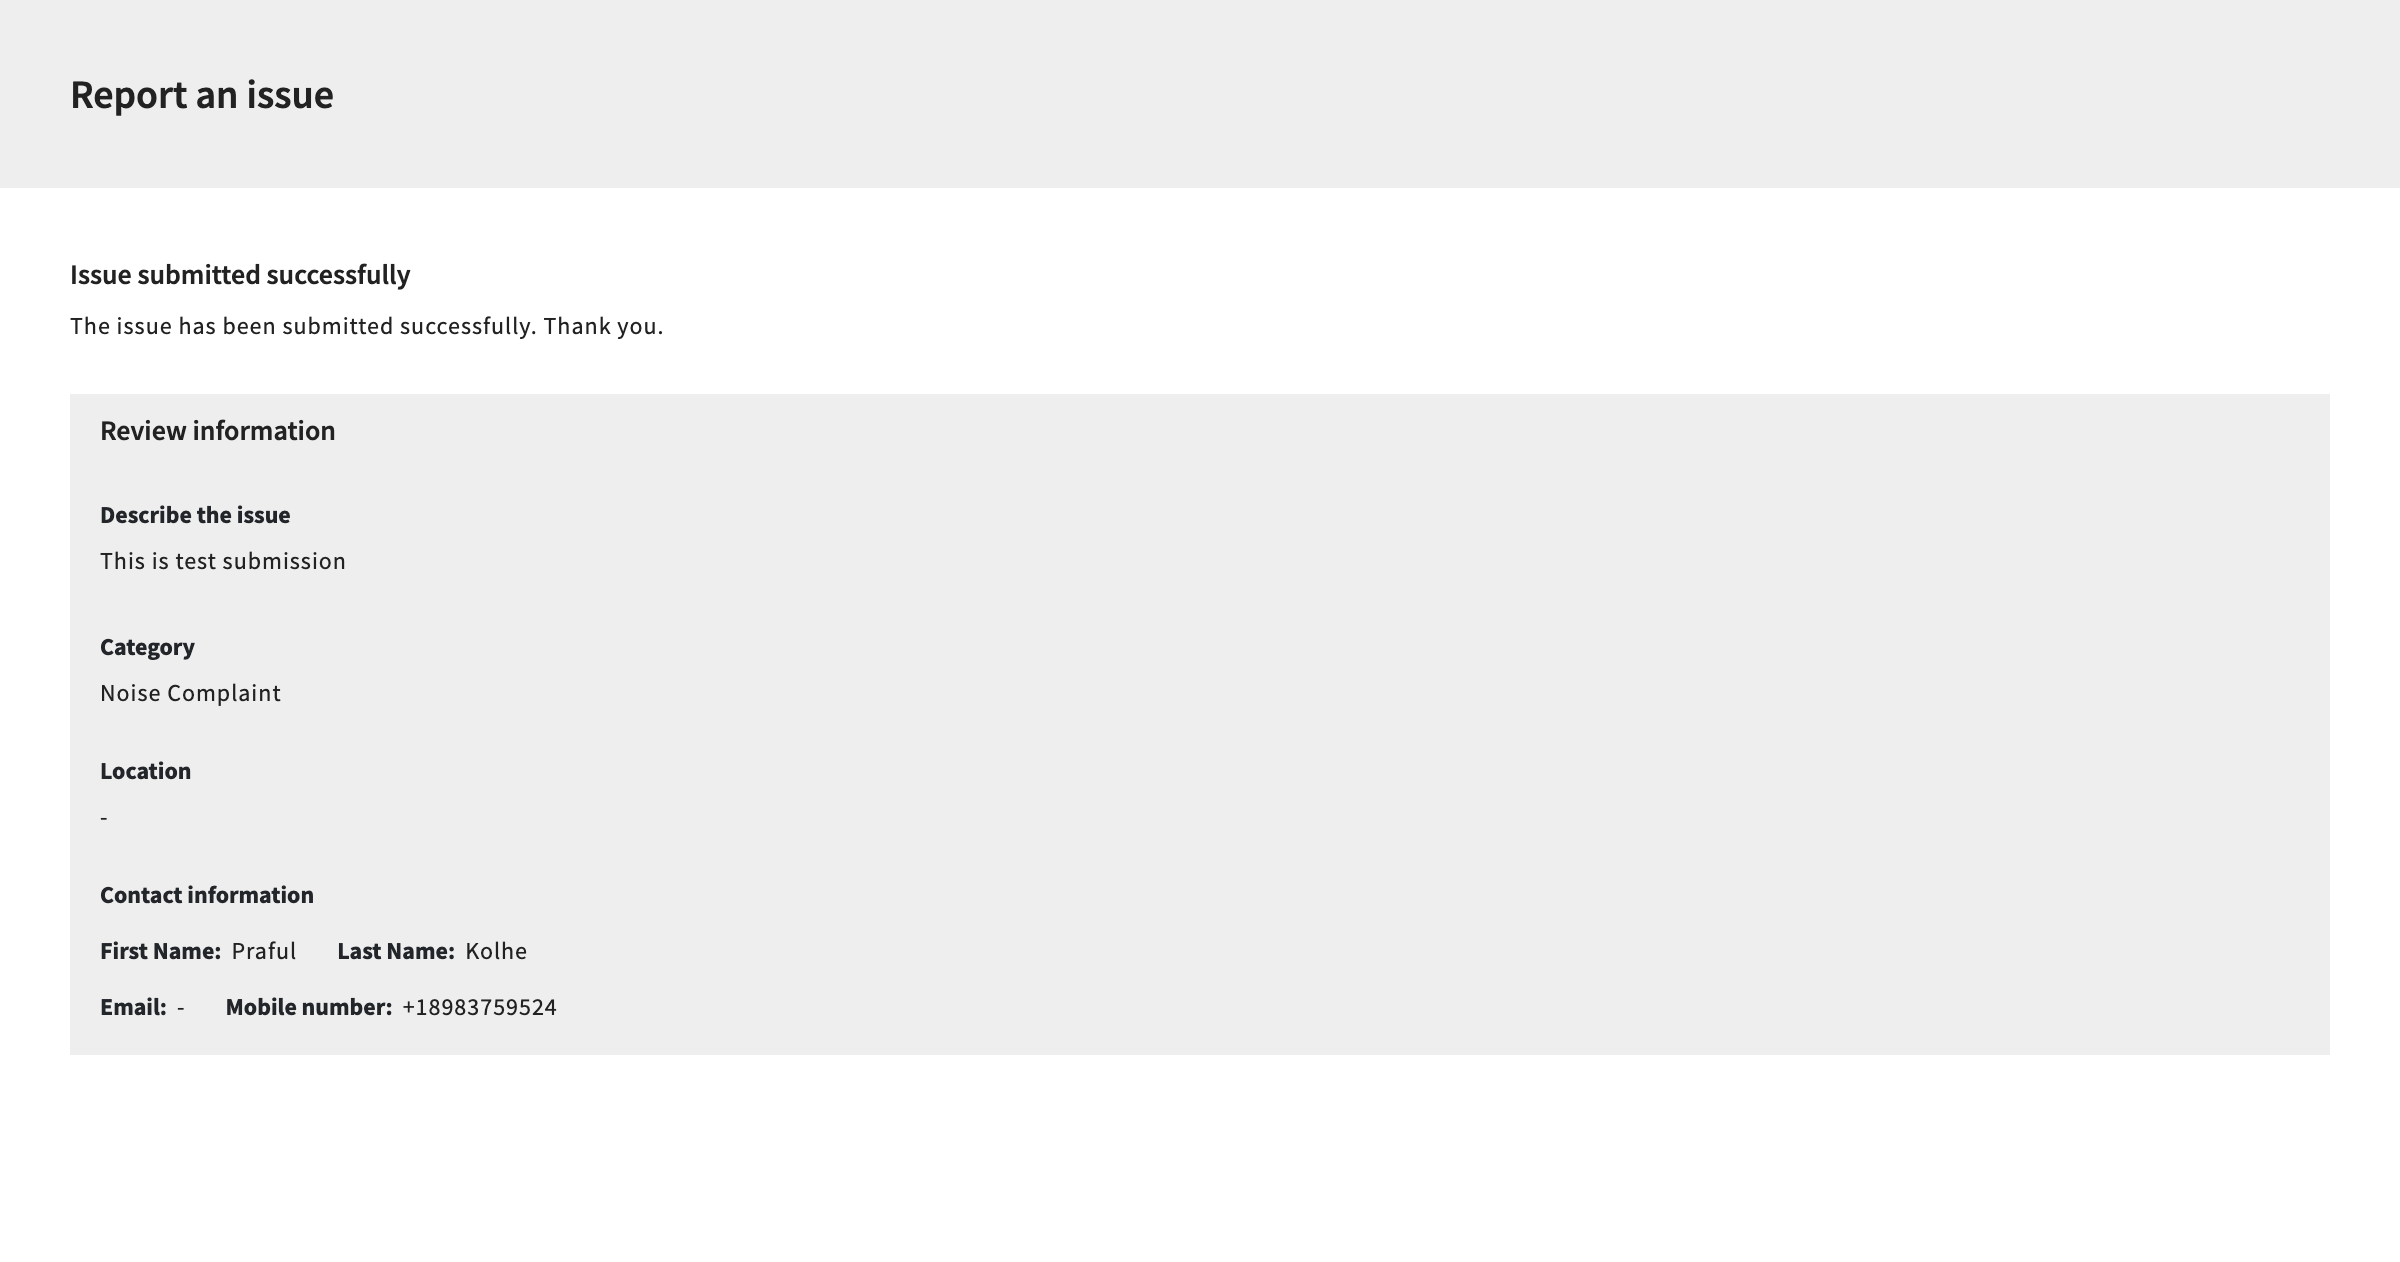 Report an issue
Issue submitted successfully
The issue has been submitted successfully. Thank you.
Review information
Describe the issue
This is test submission
Category
Noise Complaint
Location
-
Contact information
First Name: Praful Last Name: Kolhe
Email: - Mobile number: +18983759524